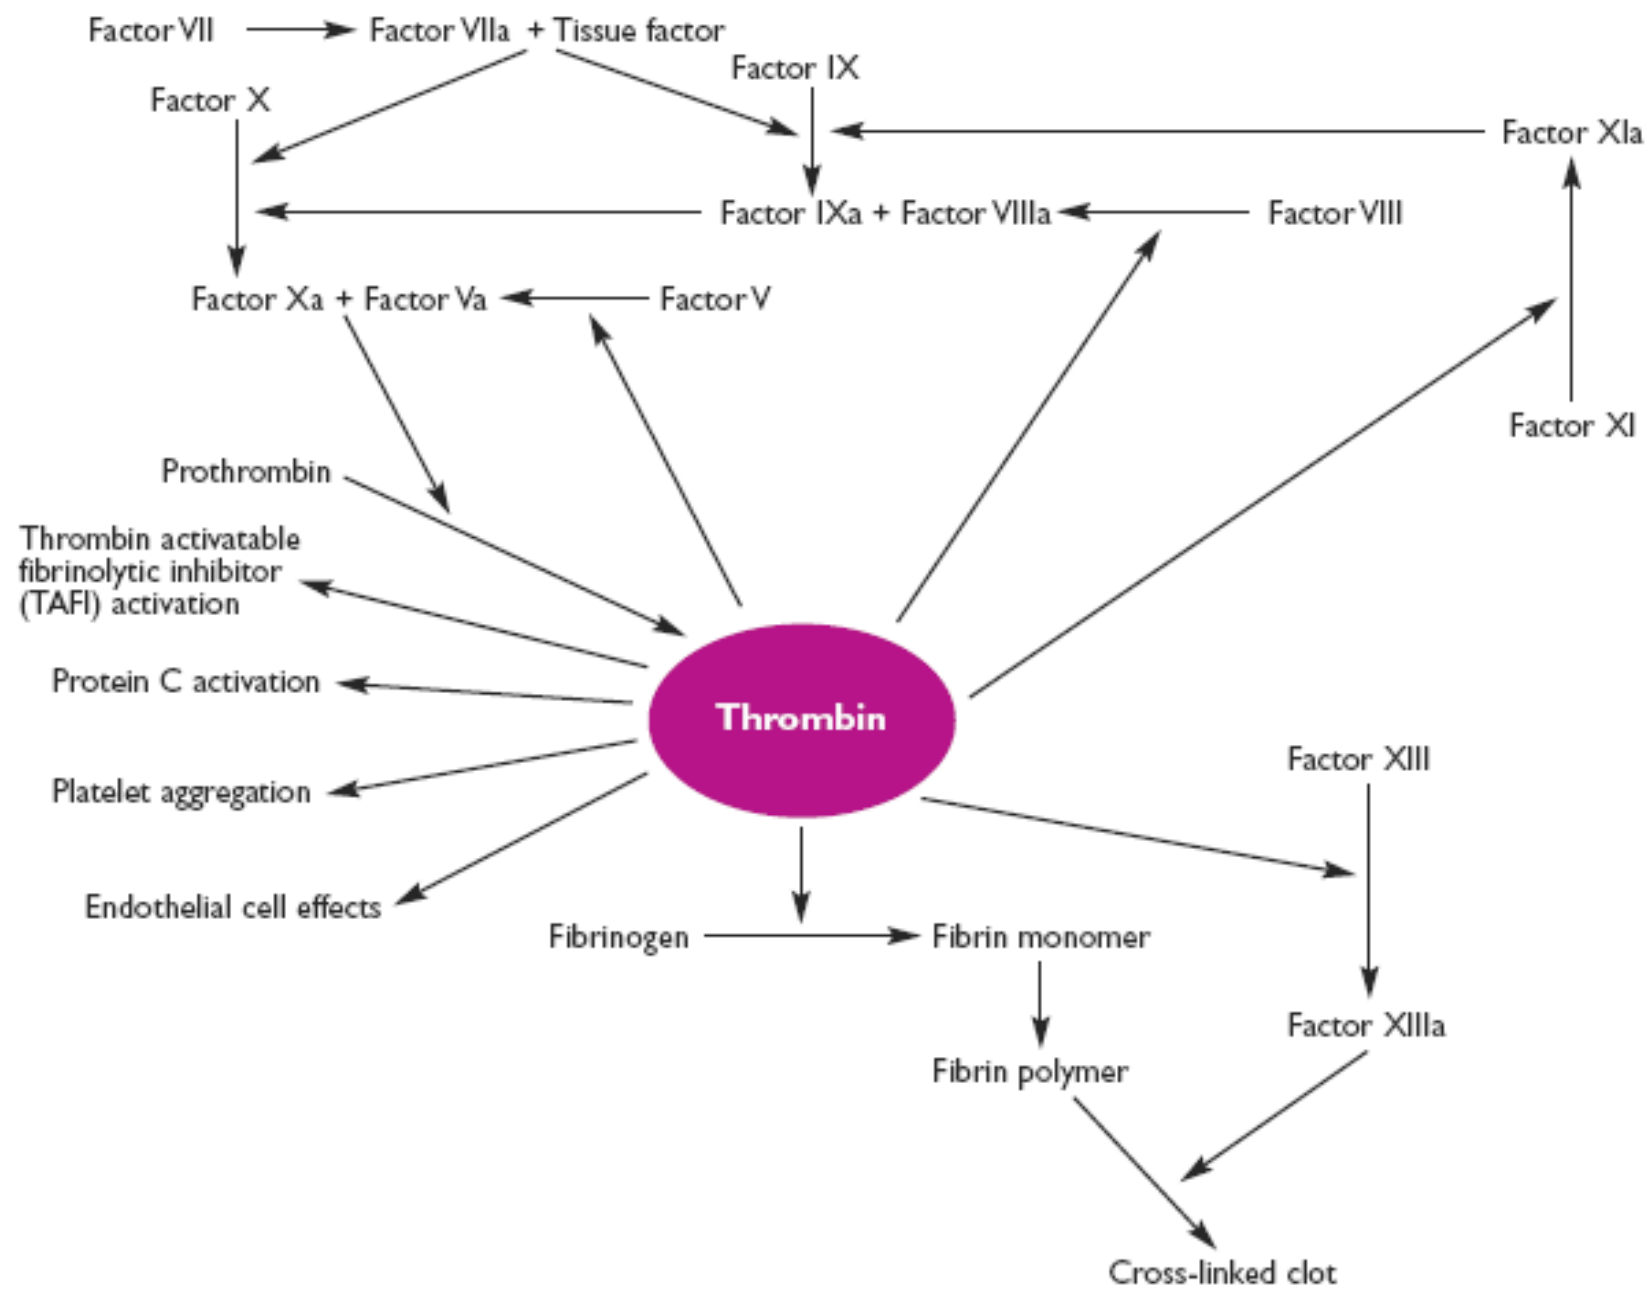 Factor VII
Factor VIIa + Tissue factor
Factor IX
Factor X
Factor XIa
Factor IXa + Factor VIIIa
Factor VIII
Factor Xa + Factor Va
Factor V
Factor XI
Prothrombin
Thrombin activatable
fibrinolytic inhibitor
(TAFI) activation
Protein C activation
Thrombin
Factor XIII
Platelet aggregation
Endothelial cell effects
Fibrinogen
Fibrin monomer
Factor XIIIa
Fibrin polymer
Cross-linked clot